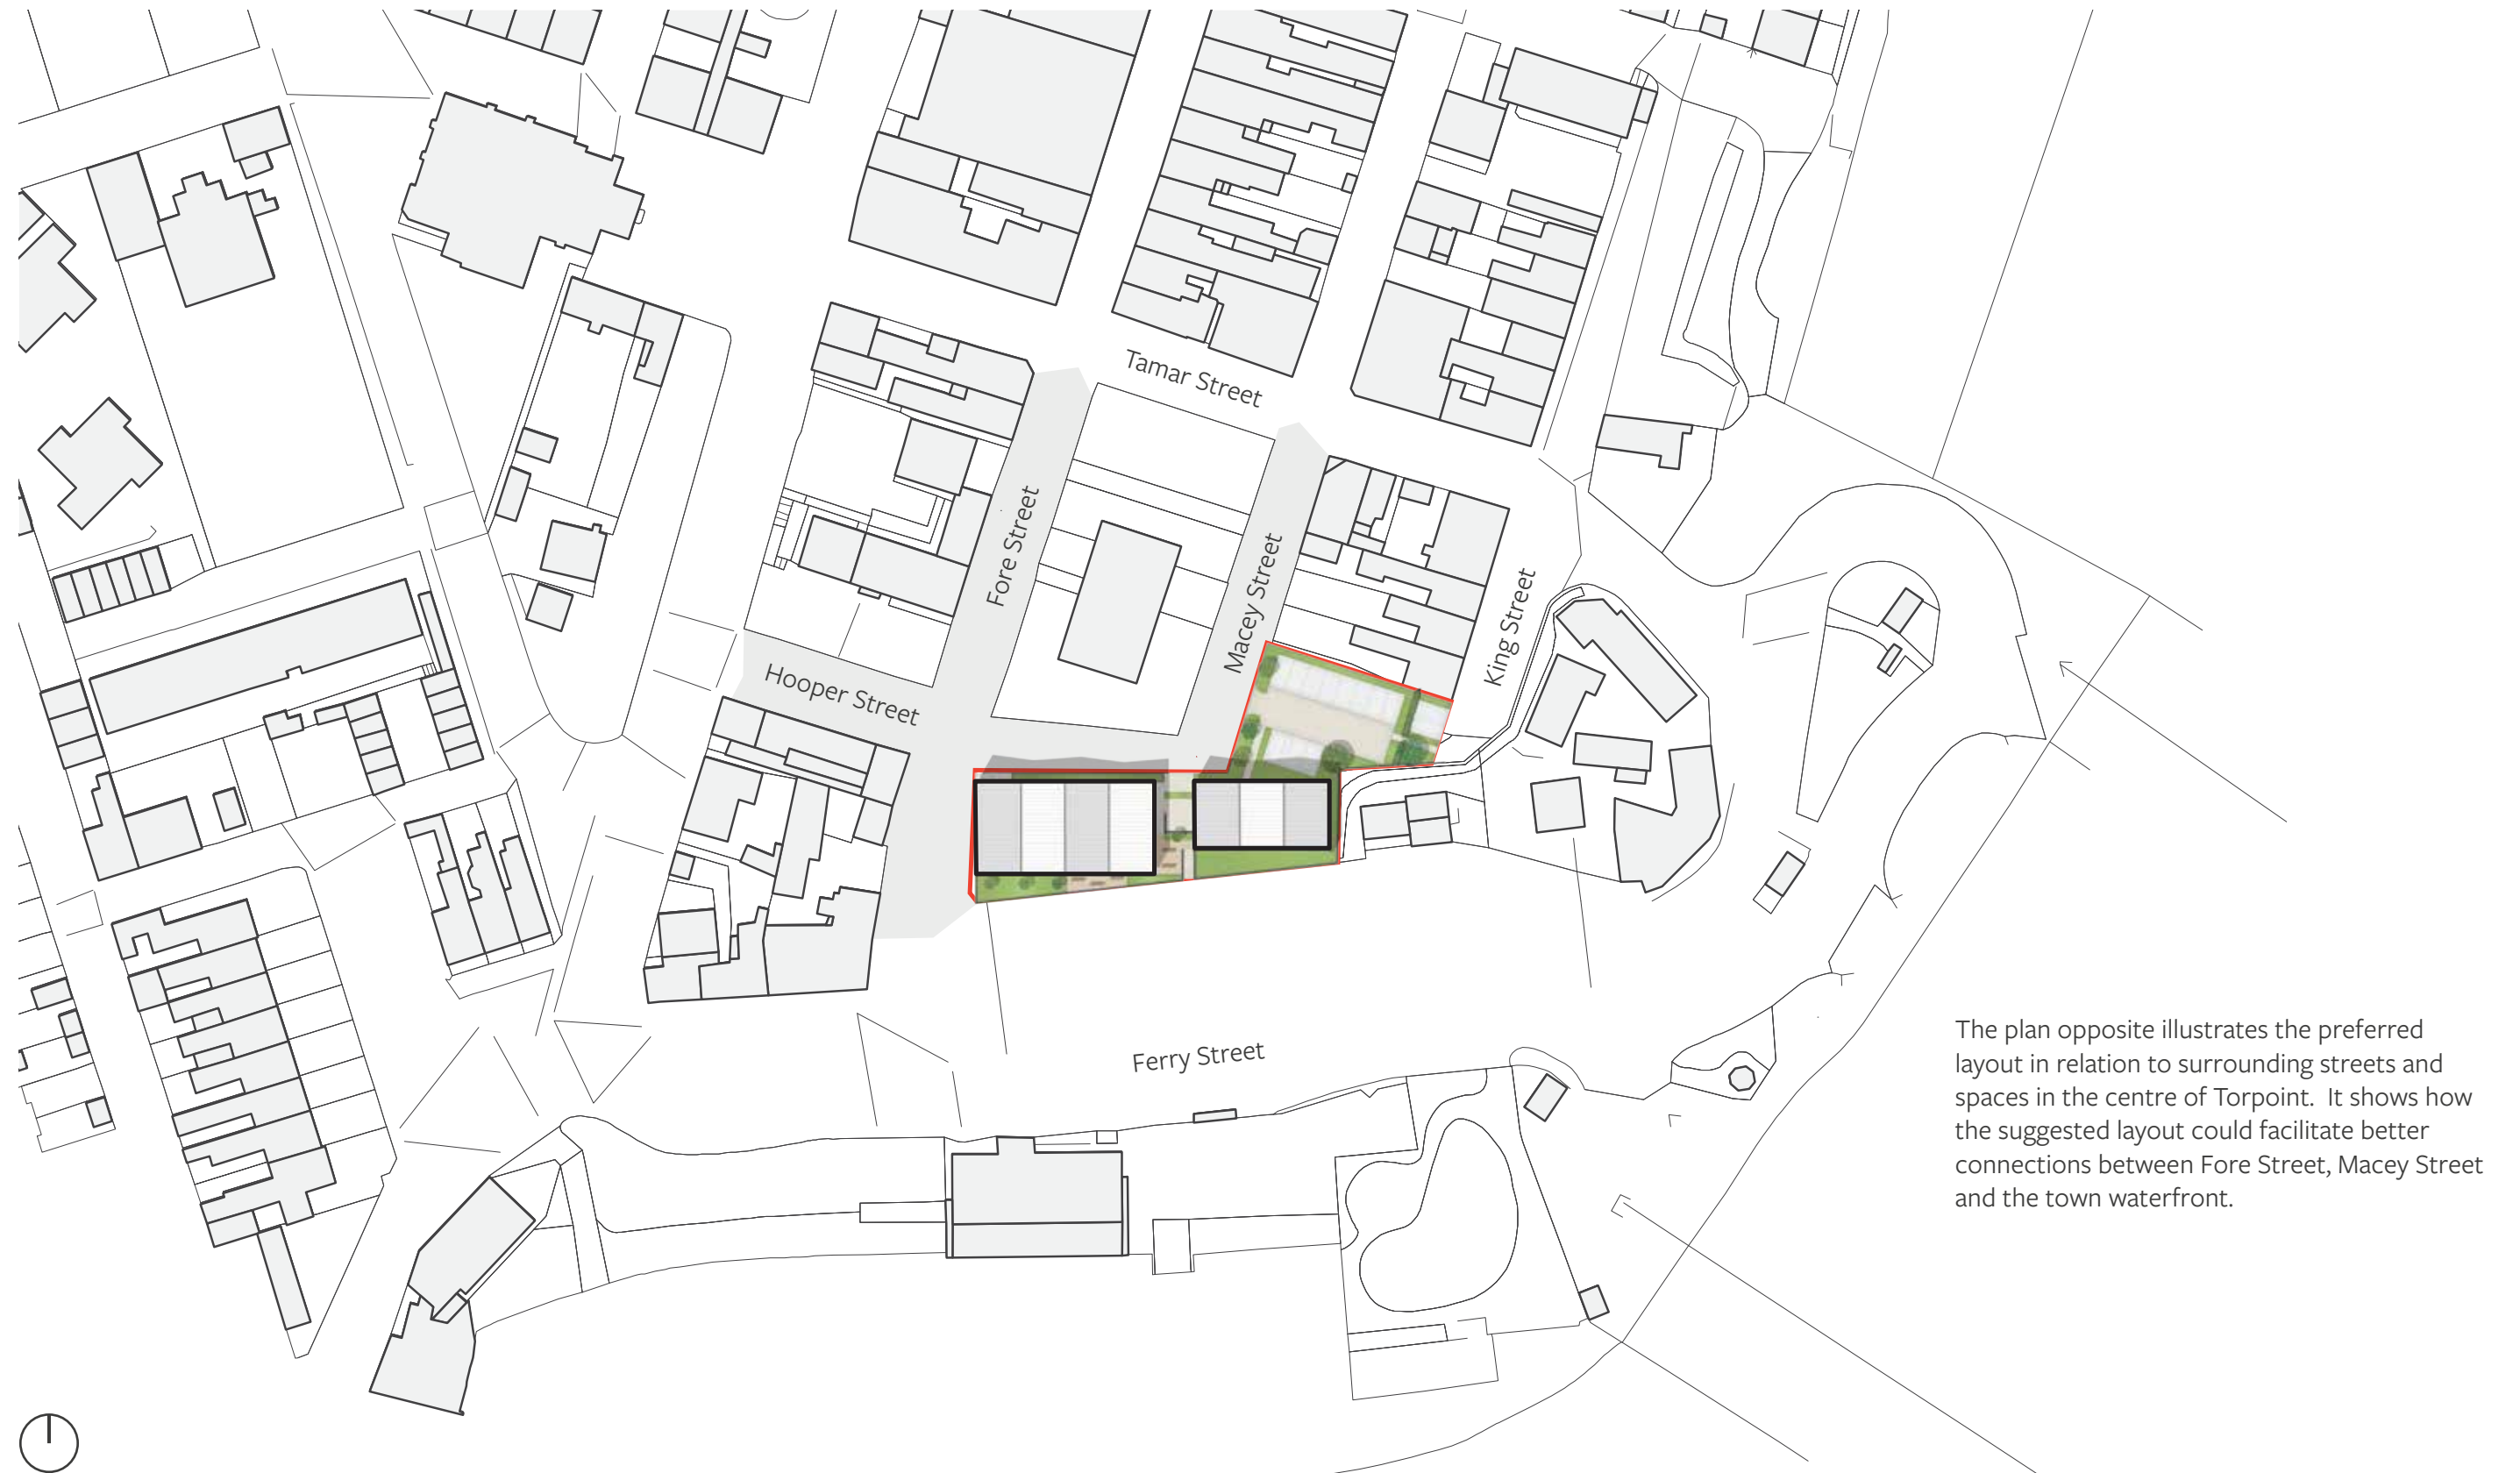 Tamar Street
Fore Street
Macey Street
King Street
Hooper Street
Ferry Street
The plan opposite illustrates the preferred
layout in relation to surrounding streets and
spaces in the centre of Torpoint.  It shows how
the suggested layout could facilitate better
connections between Fore Street, Macey Street
and the town waterfront.